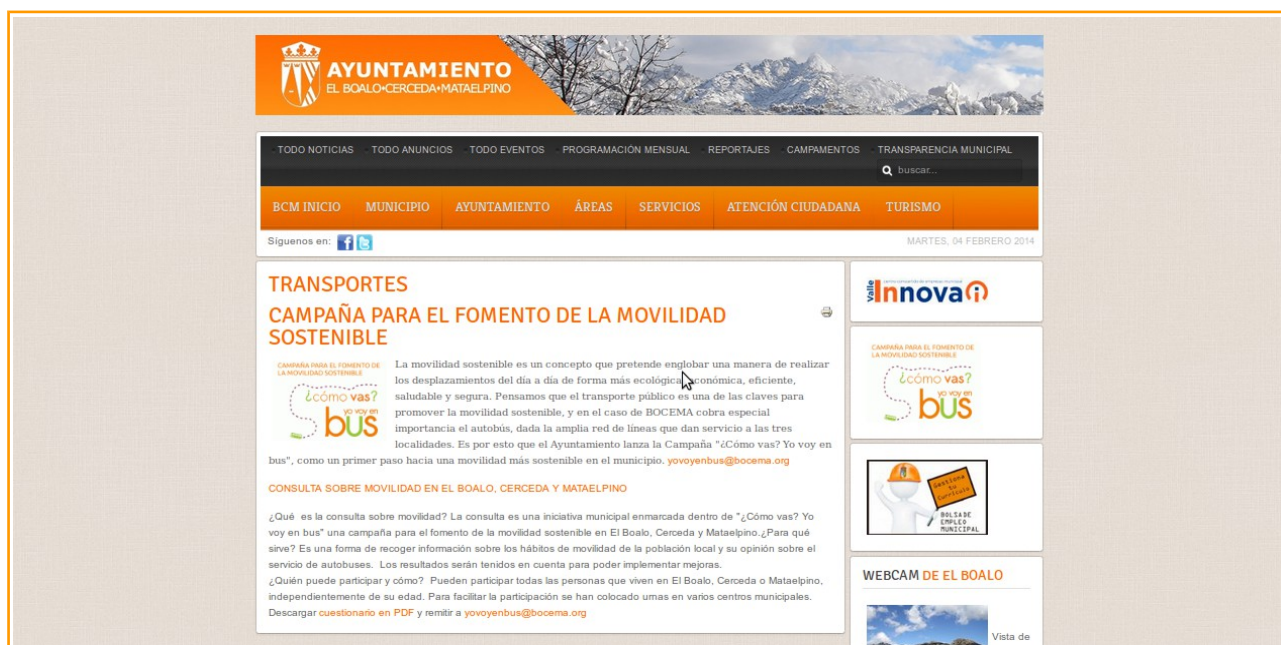 AYUNTAMIENTO
EL BOALO•CERCEDA•MATAELPINO
TODO NOTICIAS TODO ANUNCIOS TODO EVENTOS PROGRAMACIÓN MENSUAL REPORTAJES CAMPAMENTOS TRANSPARENCIA MUNICIPAL
buscar...
BCM INICIO MUNICIPIO AYUNTAMIENTO ÁREAS SERVICIOS ATENCIÓN CIUDADANA TURISMO
Síguenos en:
MARTES, 04 FEBRERO 2014
TRANSPORTES
CAMPAÑA PARA EL FOMENTO DE LA MOVILIDAD
SOSTENIBLE
CAMPAÑA PARA EL FOMENTO DE
LA MOVILIDAD SOSTENIBLE
¿cómo vas?
yo voy en
bus
La movilidad sostenible es un concepto que pretende englobar una manera de realizar
los desplazamientos del día a día de forma más ecológica, económica, eficiente,
saludable y segura. Pensamos que el transporte público es una de las claves para
promover la movilidad sostenible, y en el caso de BOCEMA cobra especial
importancia el autobús, dada la amplia red de líneas que dan servicio a las tres
localidades. Es por esto que el Ayuntamiento lanza la Campaña "¿Cómo vas? Yo voy en
bus", como un primer paso hacia una movilidad más sostenible en el municipio. yovoyenbus@bocema.org
CONSULTA SOBRE MOVILIDAD EN EL BOALO, CERCEDA Y MATAELPINO
¿Qué es la consulta sobre movilidad? La consulta es una iniciativa municipal enmarcada dentro de "¿Cómo vas? Yo
voy en bus" una campaña para el fomento de la movilidad sostenible en El Boalo, Cerceda y Mataelpino.¿Para qué
sirve? Es una forma de recoger información sobre los hábitos de movilidad de la población local y su opinión sobre el
servicio de autobuses. Los resultados serán tenidos en cuenta para poder implementar mejoras.
¿Quién puede participar y cómo? Pueden participar todas las personas que viven en El Boalo, Cerceda o Mataelpino,
independientemente de su edad. Para facilitar la participación se han colocado urnas en varios centros municipales.
Descargar cuestionario en PDF y remitir a yovoyenbus@bocema.org
Valle
Innova
CAMPAÑA PARA EL FOMENTO DE
LA MOVILIDAD SOSTENIBLE
¿cómo vas?
yo voy en
bus
Gestiona
tu
Currículo
BOLSA DE
EMPLEO
MUNICIPAL
WEBCAM DE EL BOALO
Vista de